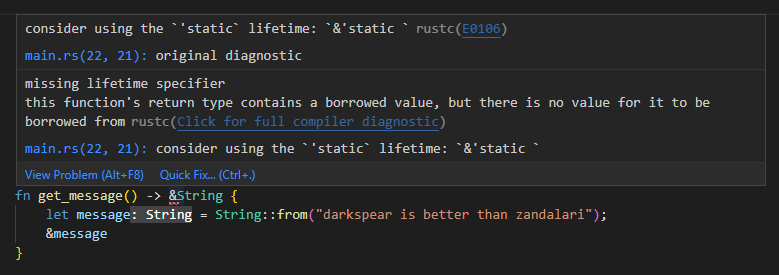 consider using the `'static` lifetime: `&'static ` rustc(E0106)
main.rs(22, 21): original diagnostic
missing lifetime specifier
this function's return type contains a borrowed value, but there is no value for it to be
borrowed from rustc(Click for full compiler diagnostic)
main.rs(22, 21): consider using the `'static` lifetime: `&'static `
View Problem (Alt+F8) Quick Fix... (Ctrl+.)
fn get_message() -> &String {
    let message: String = String::from("darkspear is better than zandalari");
    &message
}